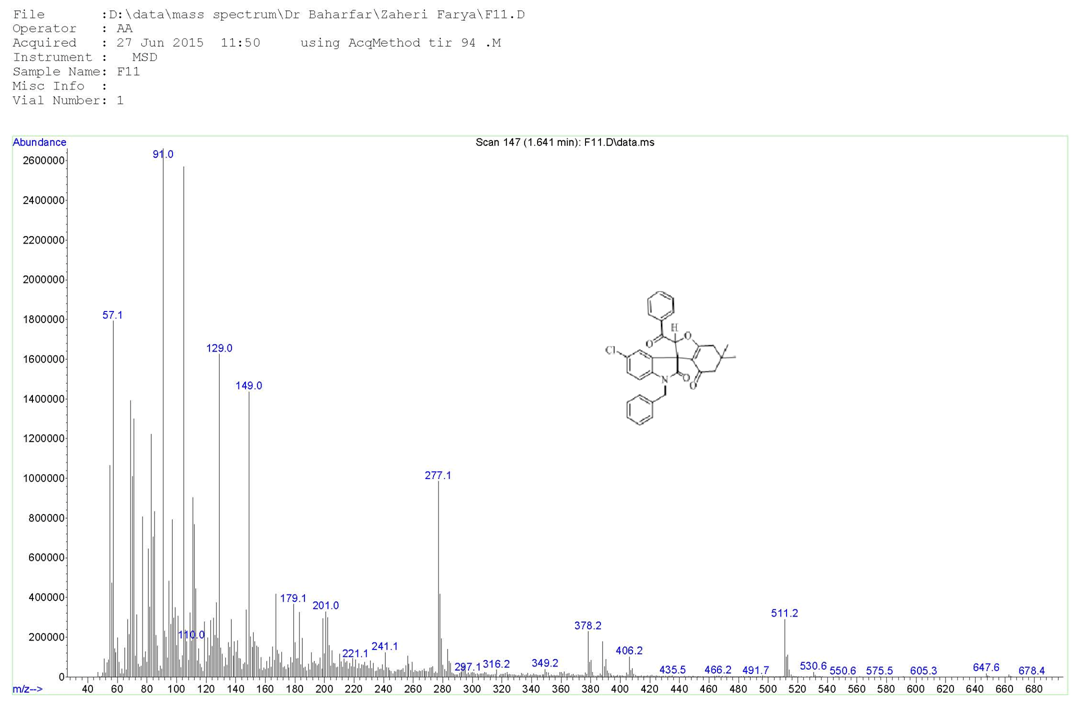 File :D:\data\mass spectrum\Dr Baharfar\Zaheri Farya\F11.D
Operator : AA
Acquired : 27 Jun 2015 11:50 using AcqMethod tir 94 .M
Instrument : MSD
Sample Name: F11
Misc Info :
Vial Number: 1
Abundance
Scan 147 (1.641 min): F11.D\data.ms
2600000
91.0
2400000
2200000
2000000
1800000
57.1
1600000
129.0
149.0
1400000
1200000
1000000
277.1
800000
600000
400000
179.1
201.0
511.2
378.2
200000
110.0
221.1
241.1
406.2
297.1
316.2
349.2
435.5
466.2
491.7
530.6
550.6
575.5
605.3
647.6
678.4
0
m/z-->
40 60 80 100 120 140 160 180 200 220 240 260 280 300 320 340 360 380 400 420 440 460 480 500 520 540 560 580 600 620 640 660 680
H
O
O
Cl
N
O
O